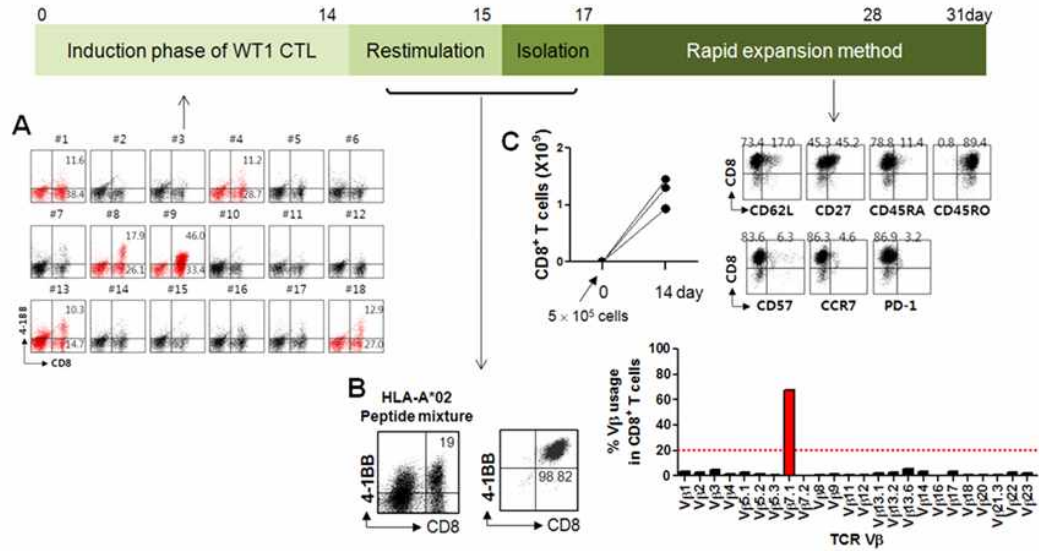 0 14 15 17 28 31day
Induction phase of WT1 CTL Restimulation Isolation Rapid expansion method
A
#1 #2 #3 #4 #5 #6
11.6 11.2
38.4 28.7
#7 #8 #9 #10 #11 #12
17.9 46.0
26.1 33.4
#13 #14 #15 #16 #17 #18
10.3 12.9
14.7 27.0
4-1BB
CD8
B
HLA-A*02
Peptide mixture
19
98 82
4-1BB
CD8
4-1BB
CD8
C
CD8⁺ T cells (X10⁹)
2
1
0
0 14 day
5 × 10⁵ cells
73.4 17.0 45.3 45.2 78.8 11.4 0.8 89.4
CD8
CD62L CD27 CD45RA CD45RO
83.6 6.3 86.3 4.6 86.9 3.2
CD8
CD57 CCR7 PD-1
% Vβ usage
in CD8⁺ T cells
100
80
60
40
20
0
Vβ1 Vβ2 Vβ3 Vβ4 Vβ5.1 Vβ5.2 Vβ5.3 Vβ7.1 Vβ7.2 Vβ8 Vβ9 Vβ11 Vβ12 Vβ13.1 Vβ13.2 Vβ13.6 Vβ14 Vβ16 Vβ17 Vβ18 Vβ20 Vβ21.3 Vβ22 Vβ23
TCR Vβ